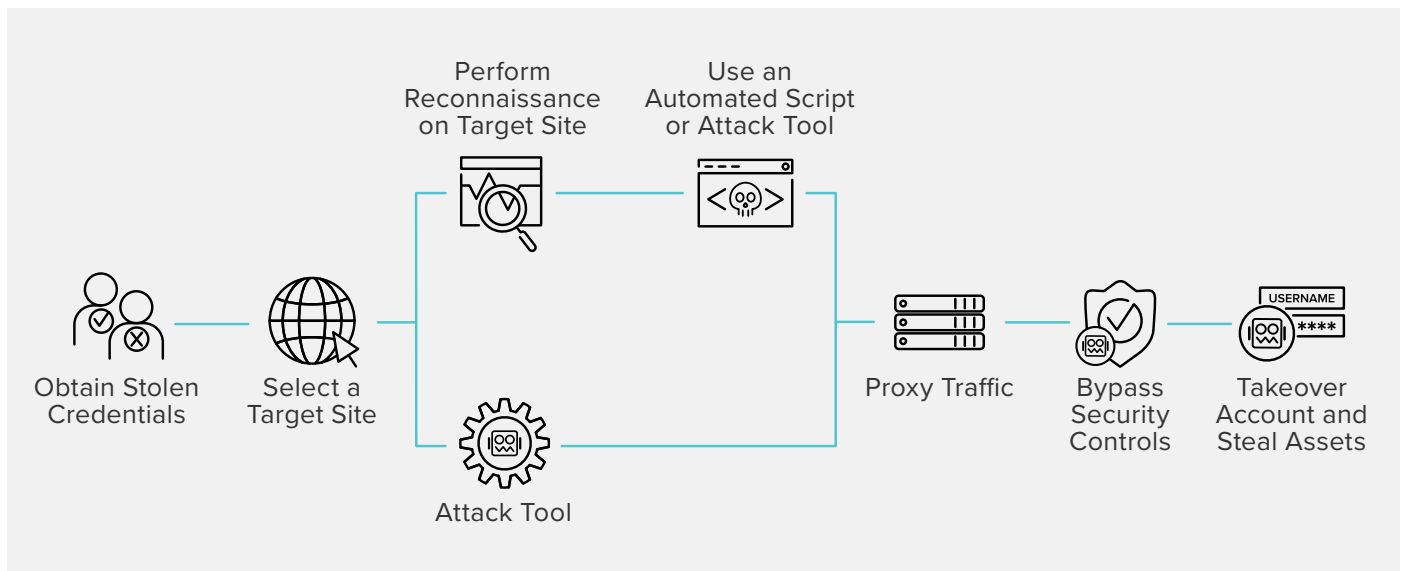 Perform
Reconnaissance
on Target Site
Use an
Automated Script
or Attack Tool
Obtain Stolen
Credentials
Select a
Target Site
Attack Tool
Proxy Traffic
Bypass
Security
Controls
USERNAME
****
Takeover
Account and
Steal Assets